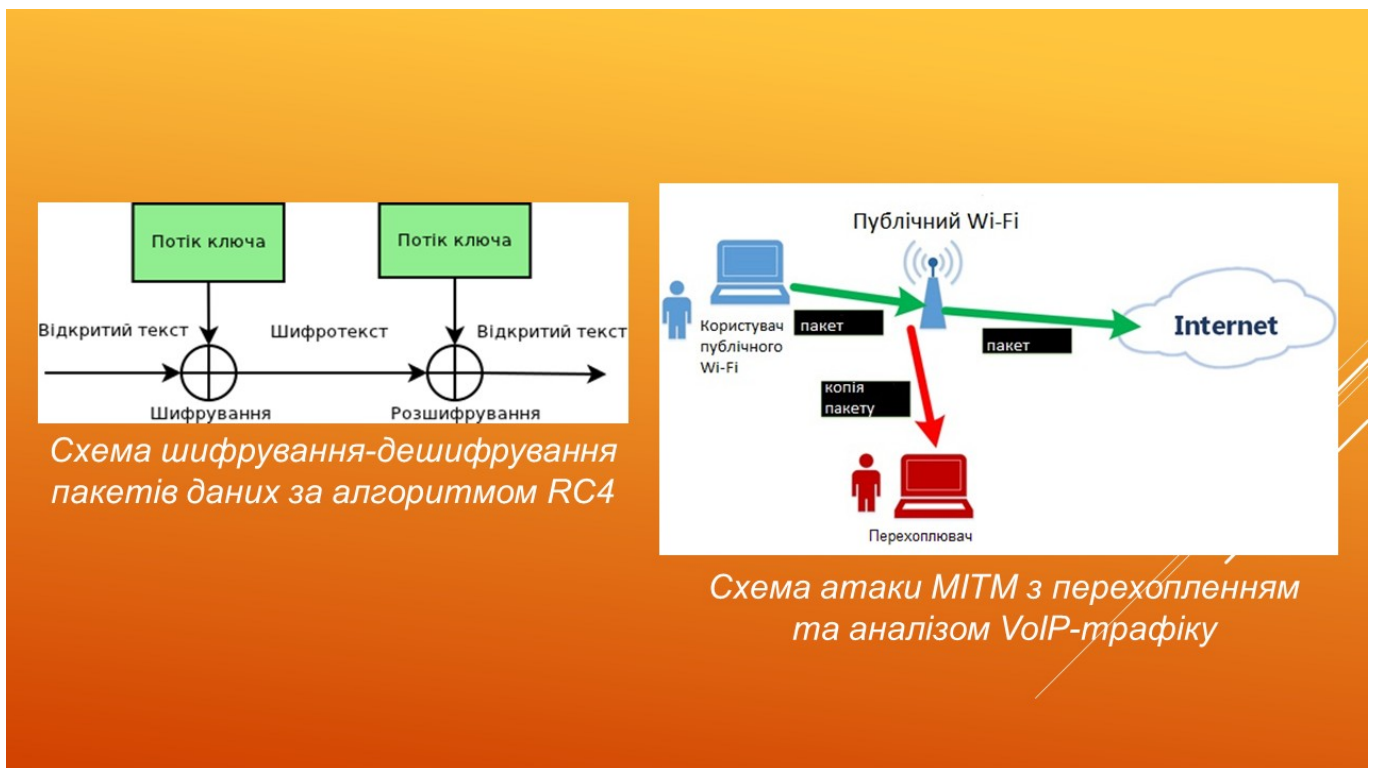 Потік ключа
Потік ключа
Відкритий текст
Шифротекст
Відкритий текст
Шифрування
Розшифрування
Схема шифрування-дешифрування
пакетів даних за алгоритмом RC4
Публічний Wi-Fi
Користувач
публічного
Wi-Fi
пакет
пакет
Internet
копія
пакету
Перехоплювач
Схема атаки MITM з перехопленням
та аналізом VoIP-трафіку